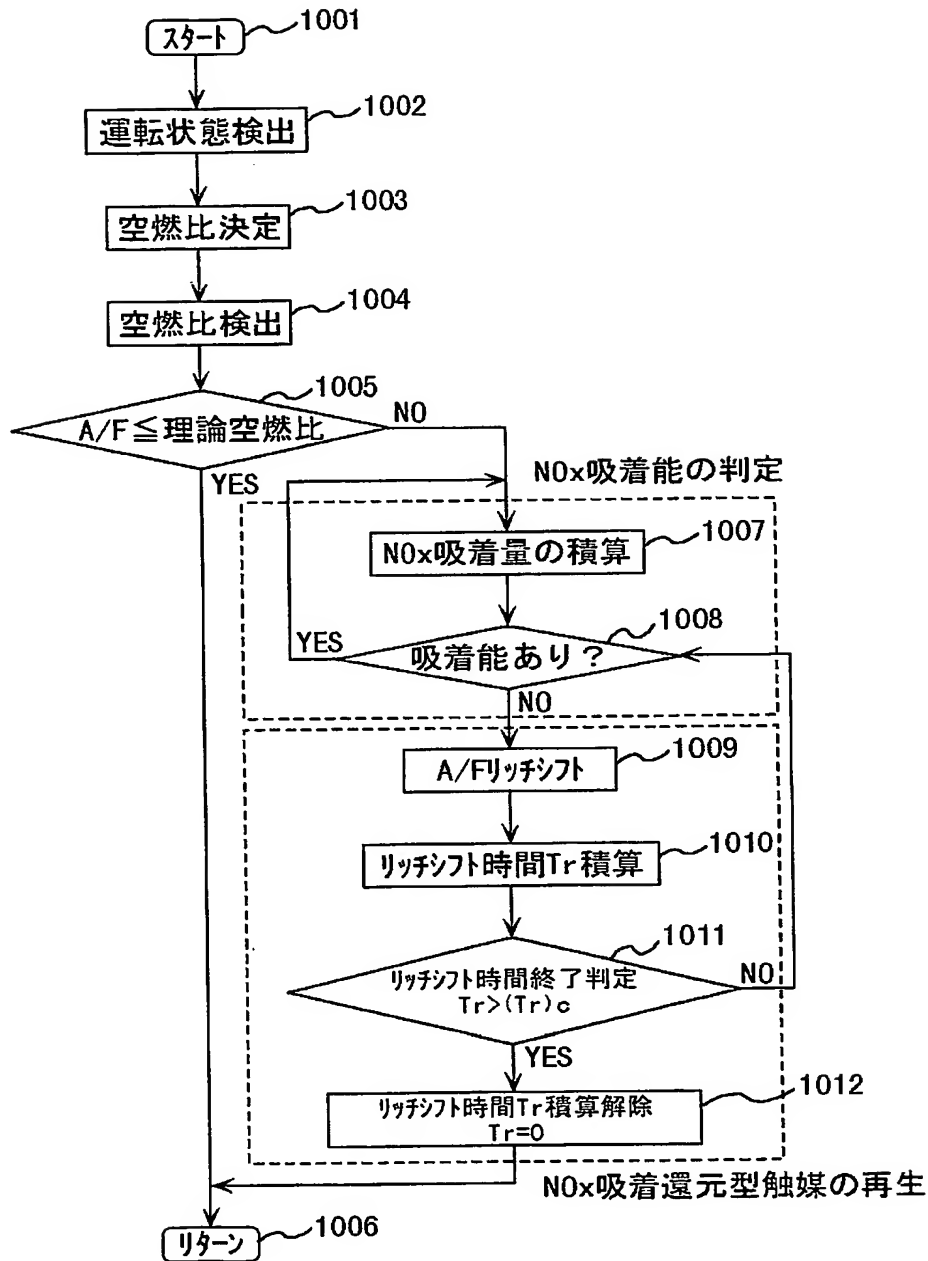 スタート
1001
1002
運転状態検出
1003
空燃比決定
1004
空燃比検出
1005
A/F≦理論空燃比
NO
YES
NOx吸着能の判定
1007
NOx吸着量の積算
1008
YES
吸着能あり?
NO
1009
A/Fリッチシフト
1010
リッチシフト時間Tr積算
1011
リッチシフト時間終了判定
Tr>(Tr)c
NO
YES
1012
リッチシフト時間Tr積算解除
Tr=0
NOx吸着還元型触媒の再生
1006
リターン